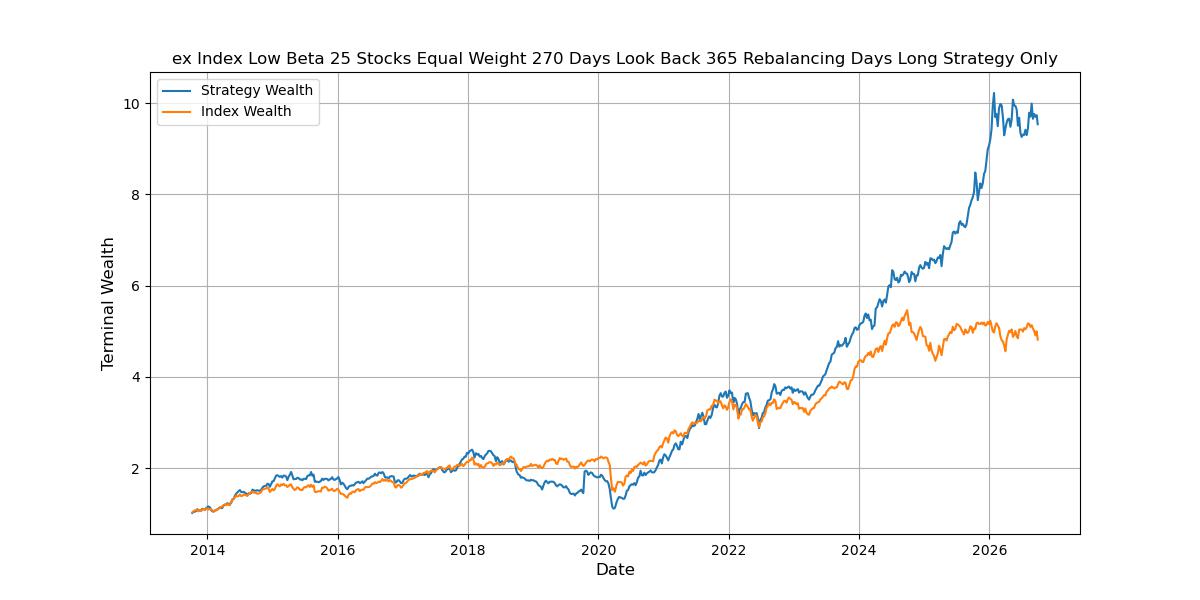 ex Index Low Beta 25 Stocks Equal Weight 270 Days Look Back 365 Rebalancing Days Long Strategy Only
Strategy Wealth
Index Wealth
Terminal Wealth
10
8
6
4
2
2014 2016 2018 2020 2022 2024 2026
Date